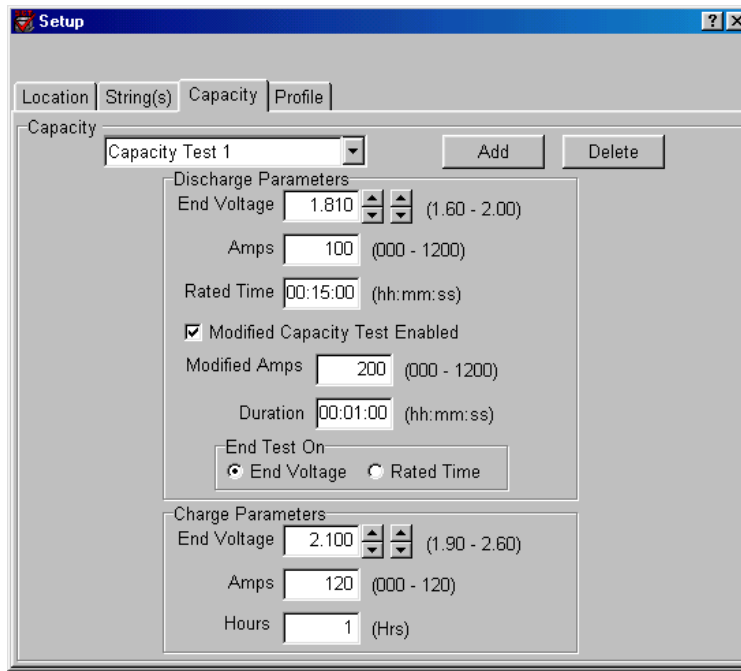 Setup
Location String(s) Capacity Profile
Capacity
Capacity Test 1 Add Delete
Discharge Parameters
End Voltage 1.810 (1.60 - 2.00)
Amps 100 (000 - 1200)
Rated Time 00:15:00 (hh:mm:ss)
Modified Capacity Test Enabled
Modified Amps 200 (000 - 1200)
Duration 00:01:00 (hh:mm:ss)
End Test On
End Voltage Rated Time
Charge Parameters
End Voltage 2.100 (1.90 - 2.60)
Amps 120 (000 - 120)
Hours 1 (Hrs)